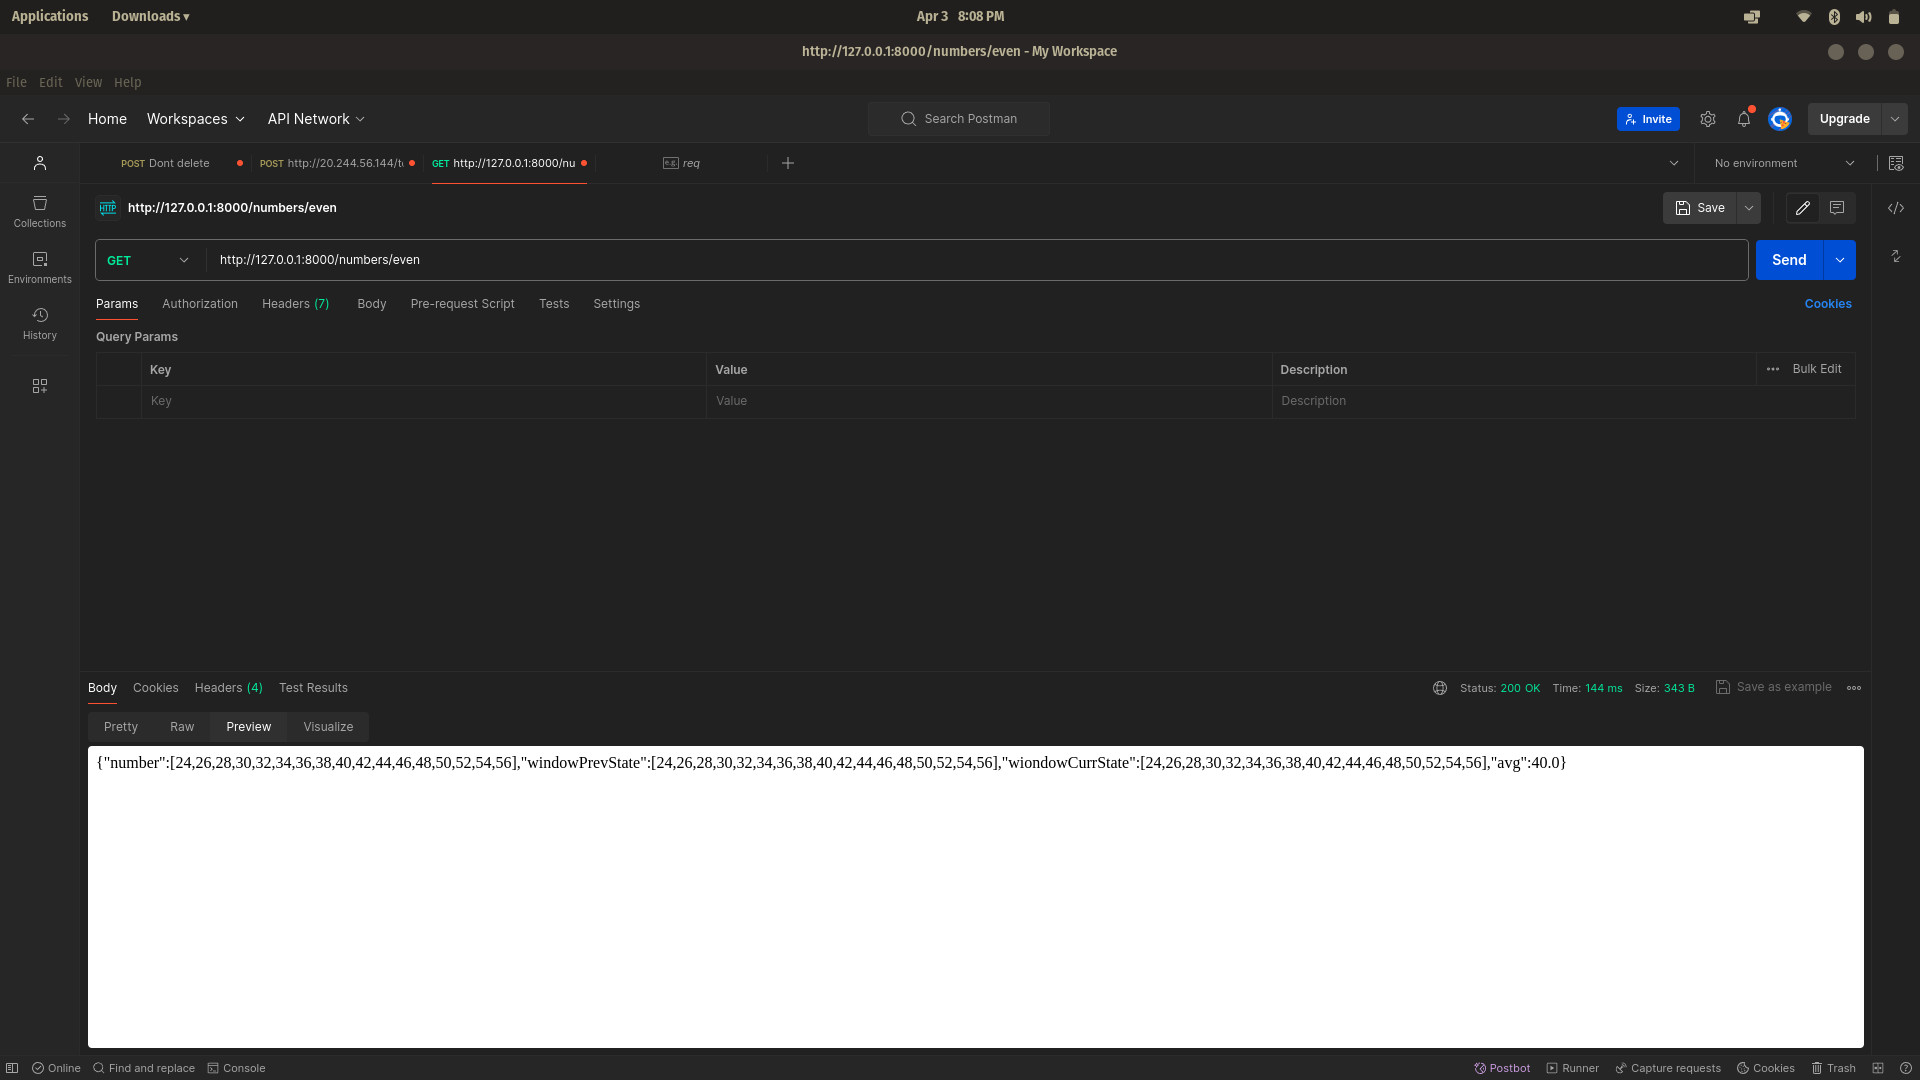 Applications Downloads ▾ Apr 3 8:08 PM
http://127.0.0.1:8000/numbers/even - My Workspace
File Edit View Help
Home Workspaces API Network Search Postman Invite Upgrade
POST Dont delete POST http://20.244.56.144/t GET http://127.0.0.1:8000/nu e.g. req No environment
HTTP http://127.0.0.1:8000/numbers/even Save
Collections
GET http://127.0.0.1:8000/numbers/even Send
Environments
Params Authorization Headers (7) Body Pre-request Script Tests Settings Cookies
History
Query Params
Key Value Description Bulk Edit
Key Value Description
Body Cookies Headers (4) Test Results Status: 200 OK Time: 144 ms Size: 343 B Save as example
Pretty Raw Preview Visualize
{"number":[24,26,28,30,32,34,36,38,40,42,44,46,48,50,52,54,56],"windowPrevState":[24,26,28,30,32,34,36,38,40,42,44,46,48,50,52,54,56],"wiondowCurrState":[24,26,28,30,32,34,36,38,40,42,44,46,48,50,52,54,56],"avg":40.0}
Online Find and replace Console Postbot Runner Capture requests Cookies Trash